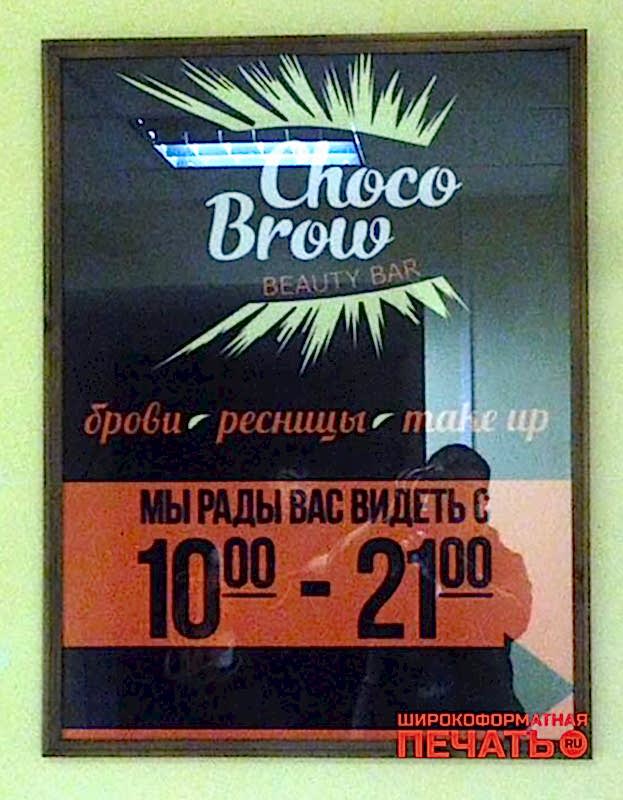 Choco
Brow
BEAUTY BAR
брови ресницы make up
МЫ РАДЫ ВАС ВИДЕТЬ С
10⁰⁰ - 21⁰⁰
ШИРОКОФОРМАТНАЯ
ПЕЧАТЬ RU